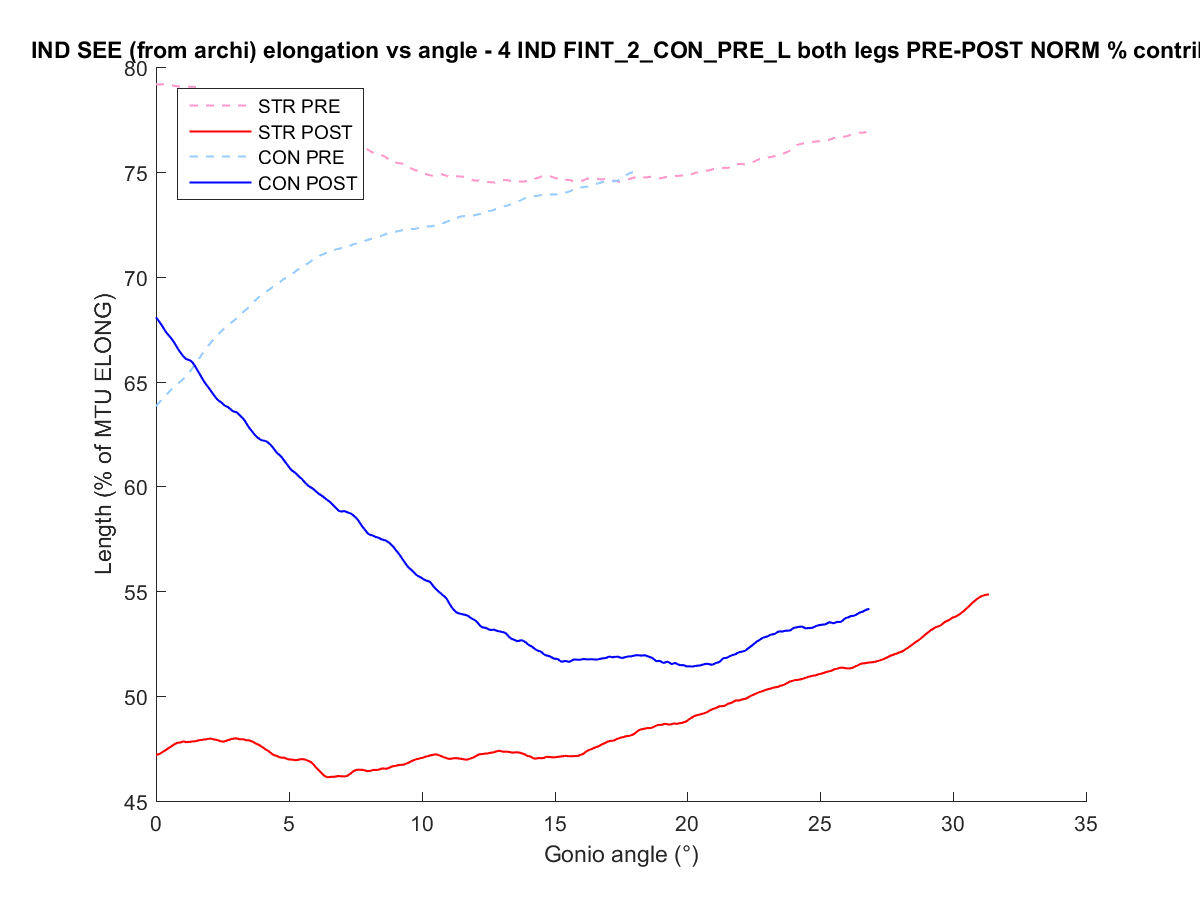 IND SEE (from archi) elongation vs angle - 4 IND FINT_2_CON_PRE_L both legs PRE-POST NORM % contril
80
75
70
65
60
55
50
45
Length (% of MTU ELONG)
STR PRE
STR POST
CON PRE
CON POST
0 5 10 15 20 25 30 35
Gonio angle (°)